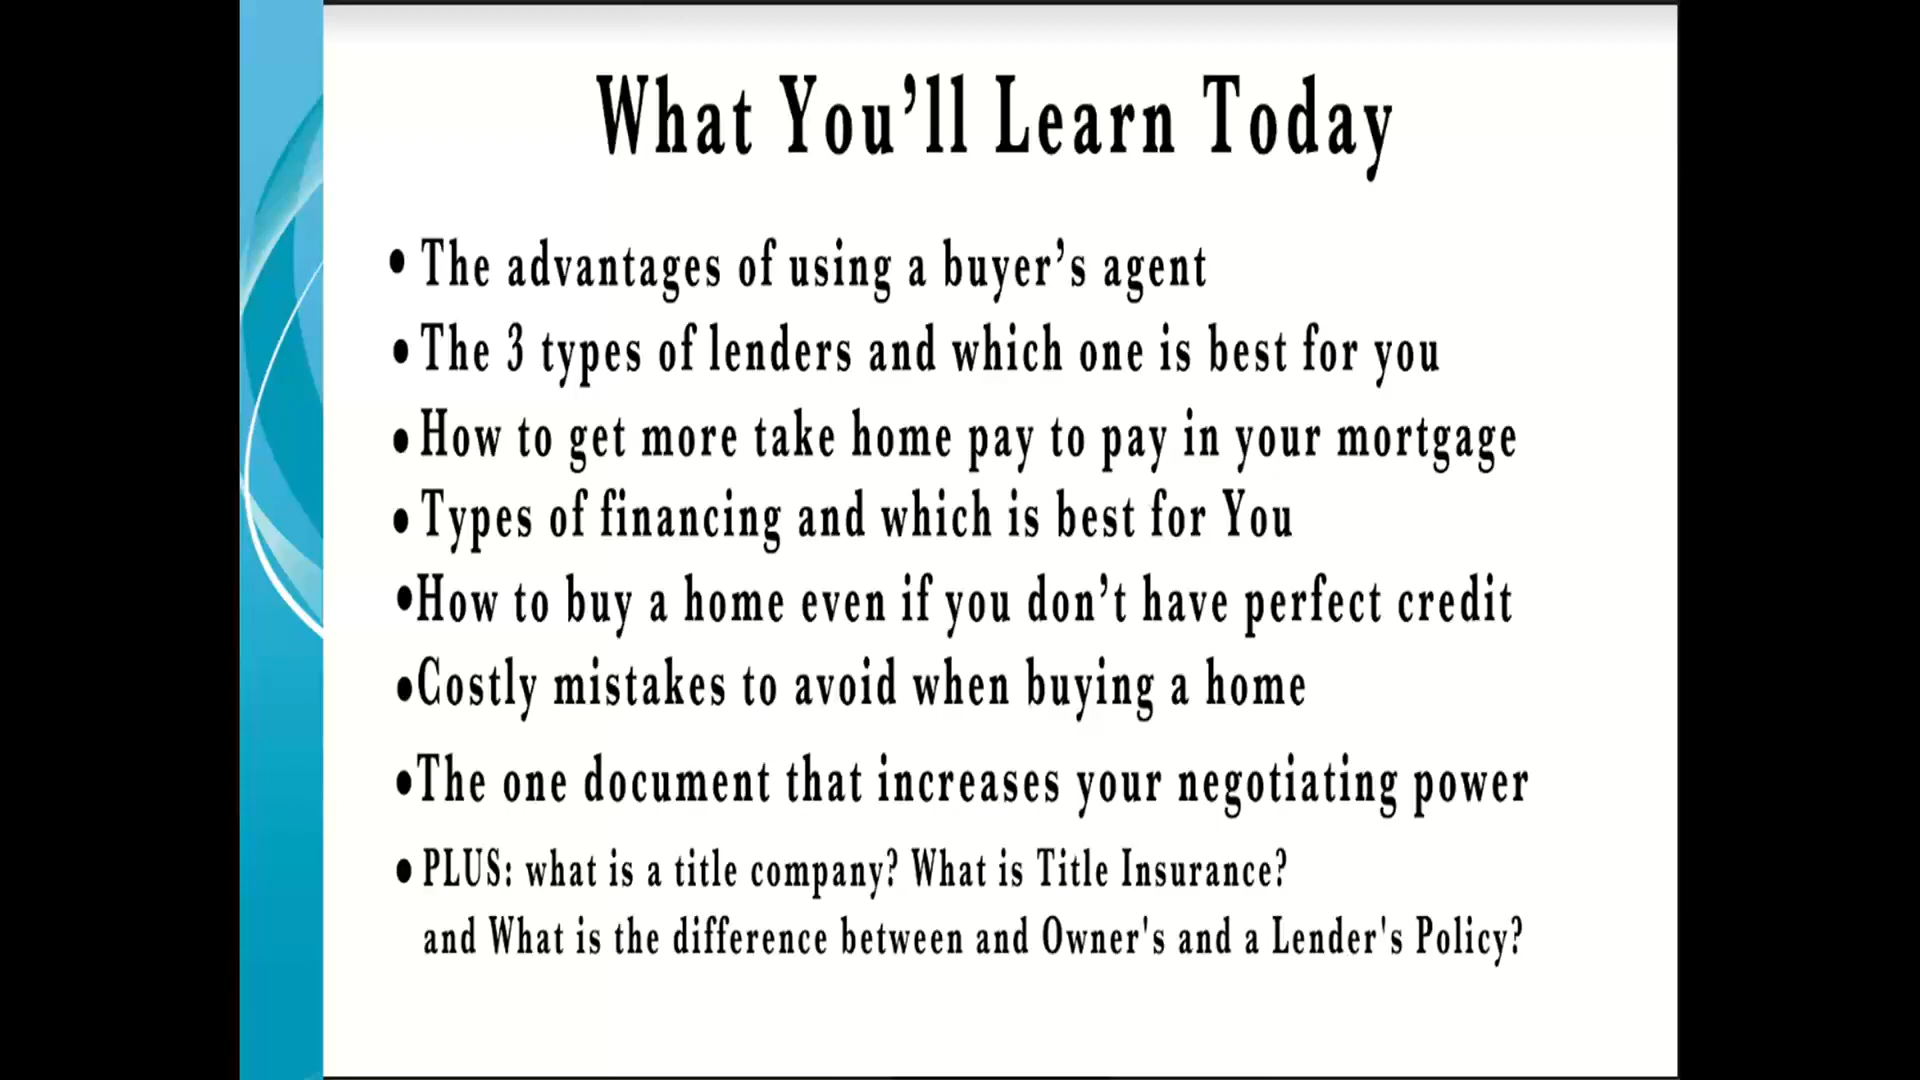 What You’ll Learn Today
• The advantages of using a buyer’s agent
• The 3 types of lenders and which one is best for you
• How to get more take home pay to pay in your mortgage
• Types of financing and which is best for You
•How to buy a home even if you don’t have perfect credit
•Costly mistakes to avoid when buying a home
•The one document that increases your negotiating power
• PLUS: what is a title company? What is Title Insurance?
and What is the difference between and Owner's and a Lender's Policy?